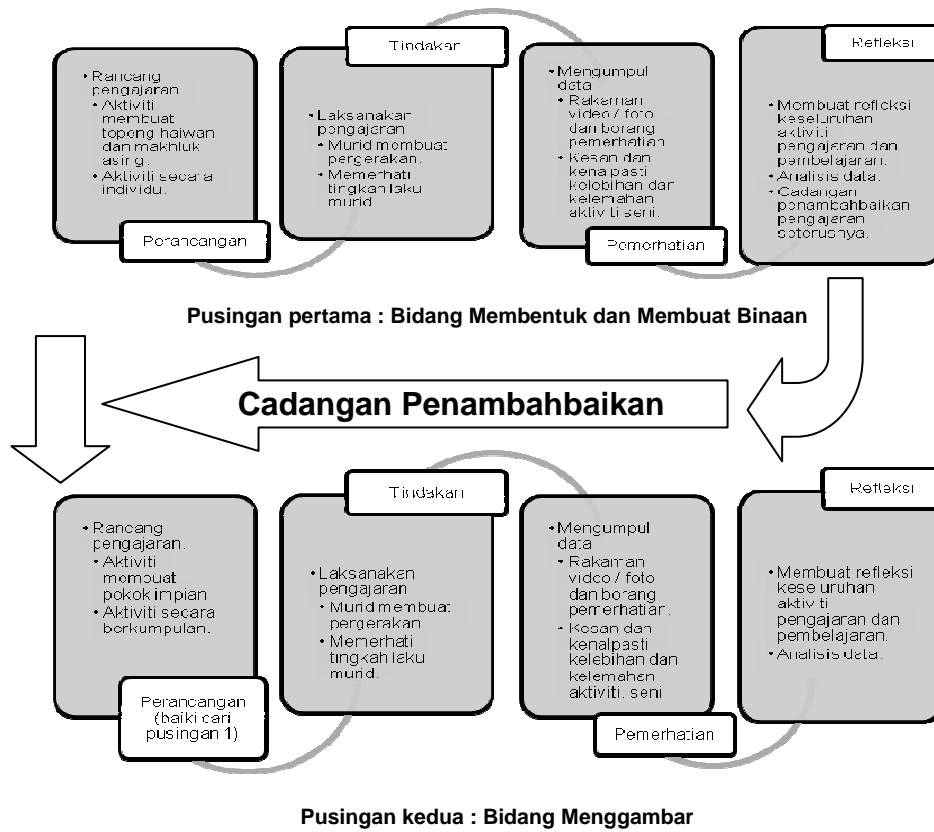 Tindakan
Refleksi
• Rancang
pengajaran
• Aktiviti
membuat
topeng haiwan
dan makhluk
asing.
• Aktiviti secara
individu.
Perancangan
• Laksanakan
pengajaran
• Murid membuat
pergerakan.
• Memerhati
tingkah laku
murid
• Mengumpul
data
• Rakaman
video / foto
dan borang
pemerhatian
• Kesan dan
kenalpasti
kelebihan dan
kelemahan
aktiviti seni.
Pemerhatian
• Membuat refleksi
keseluruhan
aktiviti
pengajaran dan
pembelajaran.
• Analisis data.
• Cadangan
penambahbaikan
pengajaran
seterusnya.
Pusingan pertama : Bidang Membentuk dan Membuat Binaan
Cadangan Penambahbaikan
Tindakan
Refleksi
• Rancang
pengajaran.
• Aktiviti
membuat
pokok impian
• Aktiviti secara
berkumpulan.
Perancangan
(baiki dari
pusingan 1)
• Laksanakan
pengajaran
• Murid membuat
pergerakan
• Memerhati
tingkah laku
murid.
• Mengumpul
data
• Rakaman
video / foto
dan borang
pemerhatian.
• Kesan dan
kenalpasti
kelebihan dan
kelemahan
aktiviti. seni
Pemerhatian
• Membuat refleksi
keseluruhan
aktiviti
pengajaran dan
pembelajaran.
• Analisis data.
Pusingan kedua : Bidang Menggambar